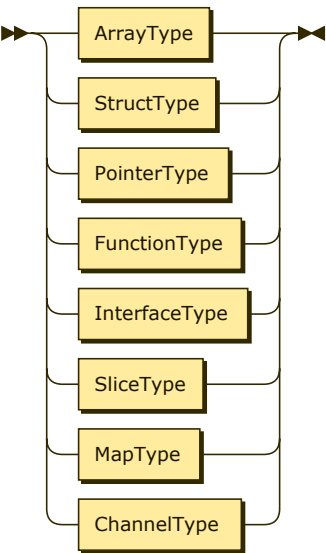 ArrayType
StructType
PointerType
FunctionType
InterfaceType
SliceType
MapType
ChannelType